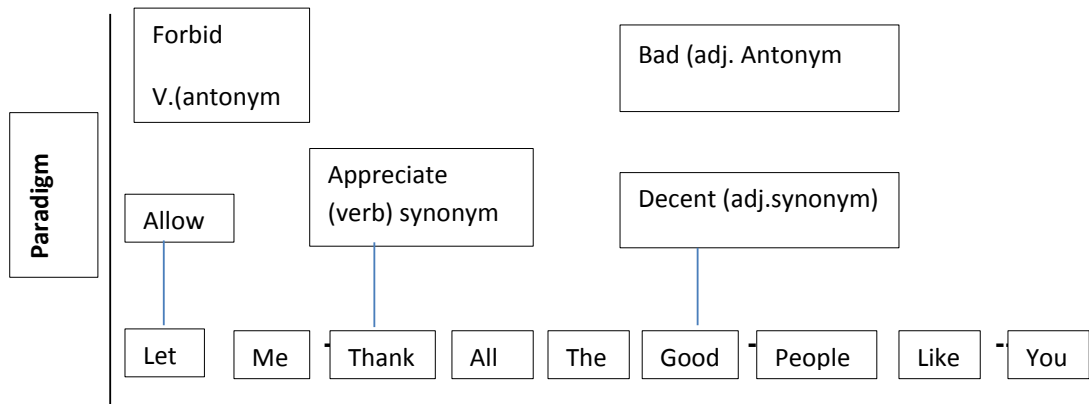 Forbid
V.(antonym
Bad (adj. Antonym
Paradigm
Appreciate
(verb) synonym
Decent (adj.synonym)
Allow
Let Me - Thank All The Good - People Like -- You